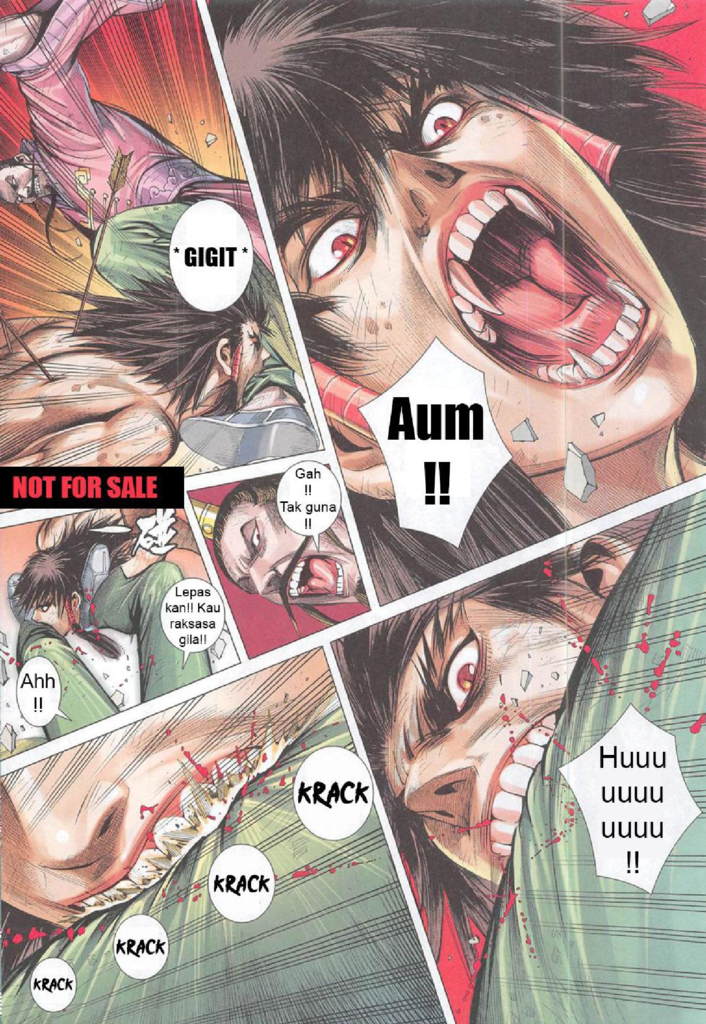 * GIGIT *
Aum
!!
NOT FOR SALE
Gah
!!
Tak guna
!!
Lepas
kan!! Kau
raksasa
gila!!
Ahh
!!
Huuu
uuuu
uuuu
!!
KRACK
KRACK
KRACK
KRACK